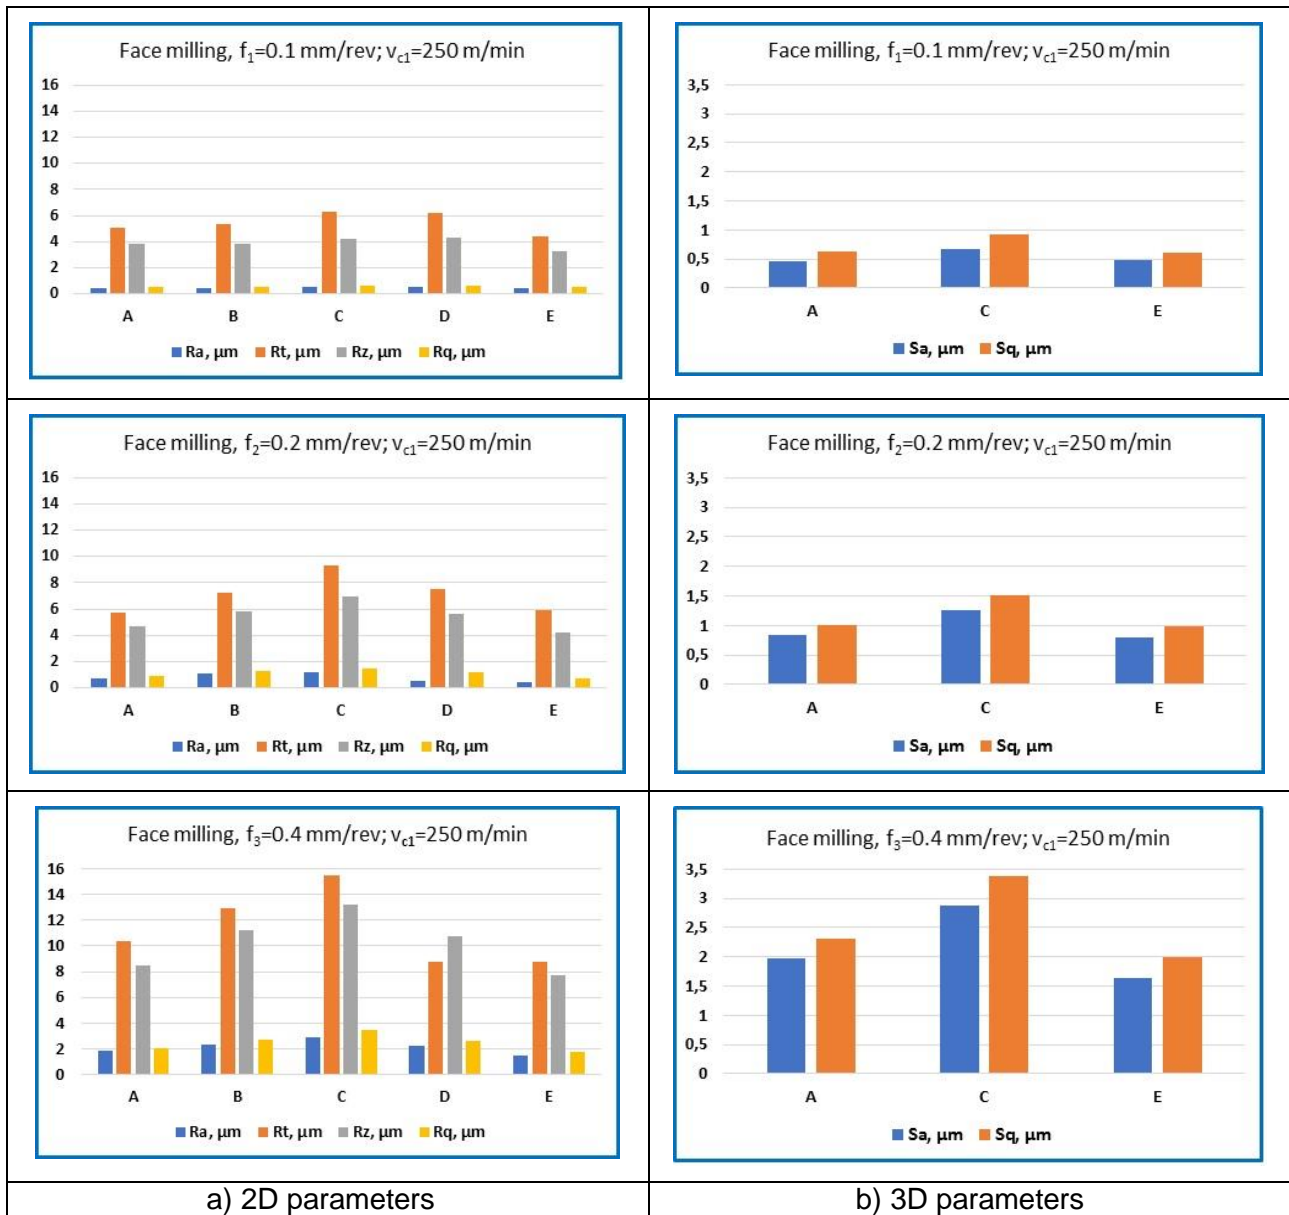 Face milling, f₁=0.1 mm/rev; v_c1=250 m/min
16
14
12
10
8
6
4
2
0
A B C D E
Ra, µm Rt, µm Rz, µm Rq, µm
Face milling, f₁=0.1 mm/rev; v_c1=250 m/min
3,5
3
2,5
2
1,5
1
0,5
0
A C E
Sa, µm Sq, µm
Face milling, f₂=0.2 mm/rev; v_c1=250 m/min
16
14
12
10
8
6
4
2
0
A B C D E
Ra, µm Rt, µm Rz, µm Rq, µm
Face milling, f₂=0.2 mm/rev; v_c1=250 m/min
3,5
3
2,5
2
1,5
1
0,5
0
A C E
Sa, µm Sq, µm
Face milling, f₃=0.4 mm/rev; v_c1=250 m/min
16
14
12
10
8
6
4
2
0
A B C D E
Ra, µm Rt, µm Rz, µm Rq, µm
Face milling, f₃=0.4 mm/rev; v_c1=250 m/min
3,5
3
2,5
2
1,5
1
0,5
0
A C E
Sa, µm Sq, µm
a) 2D parameters
b) 3D parameters